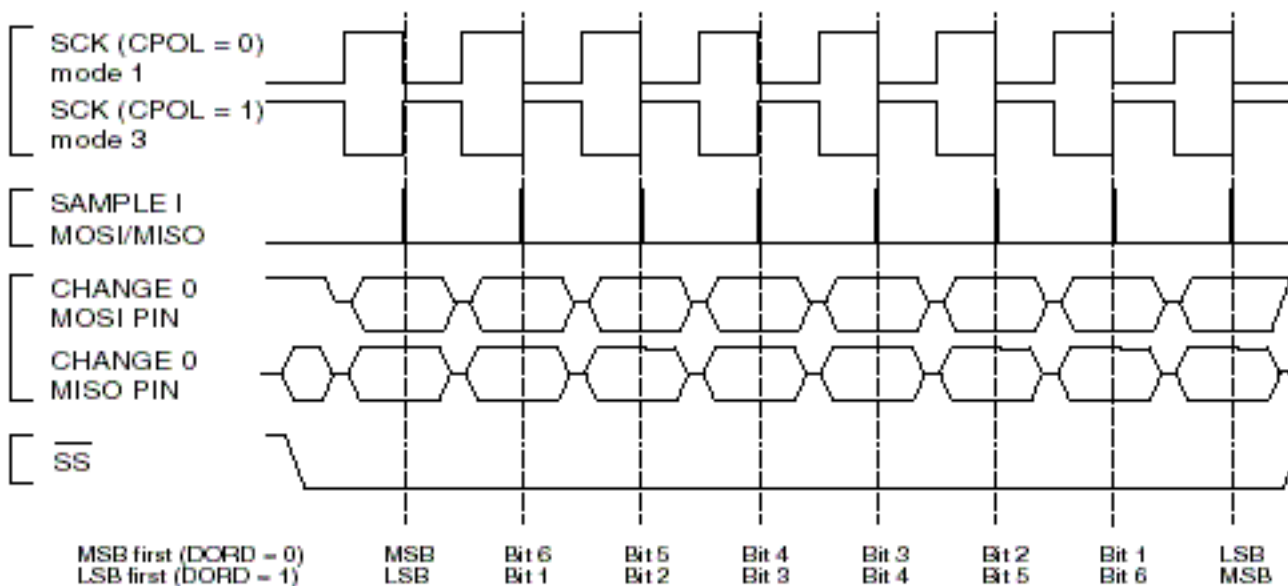 SCK (CPOL = 0)
mode 1
SCK (CPOL = 1)
mode 3
SAMPLE I
MOSI/MISO
CHANGE 0
MOSI PIN
CHANGE 0
MISO PIN
SS
MSB first (DORD = 0) MSB Bit 6 Bit 5 Bit 4 Bit 3 Bit 2 Bit 1 LSB
LSB first (DORD = 1) LSB Bit 1 Bit 2 Bit 3 Bit 4 Bit 5 Bit 6 MSB